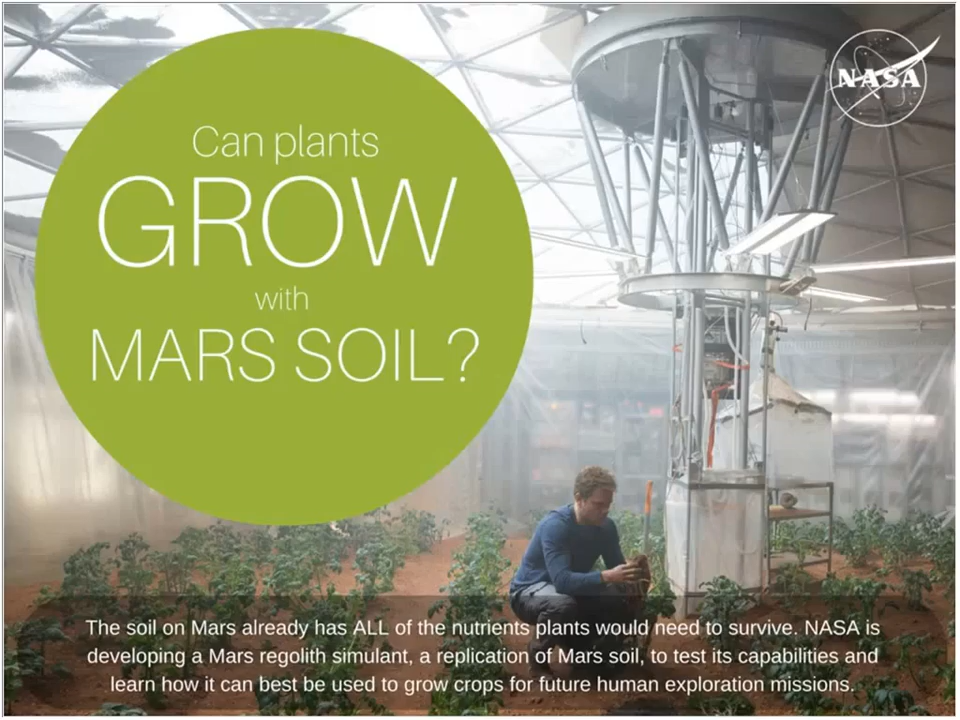 NASA
Can plants
GROW
with
MARS SOIL?
The soil on Mars already has ALL of the nutrients plants would need to survive. NASA is
developing a Mars regolith simulant, a replication of Mars soil, to test its capabilities and
learn how it can best be used to grow crops for future human exploration missions.